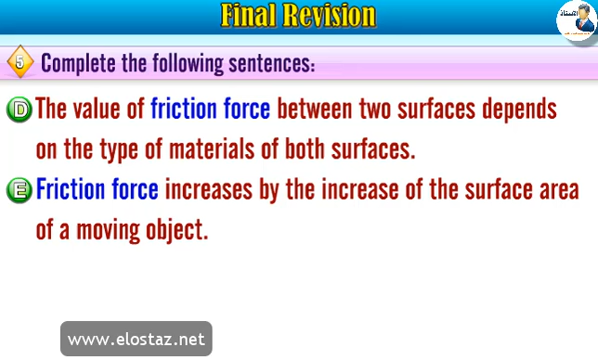 Final Revision
الأستاذ
5 Complete the following sentences:
D The value of friction force between two surfaces depends
on the type of materials of both surfaces.
E Friction force increases by the increase of the surface area
of a moving object.
www.elostaz.net